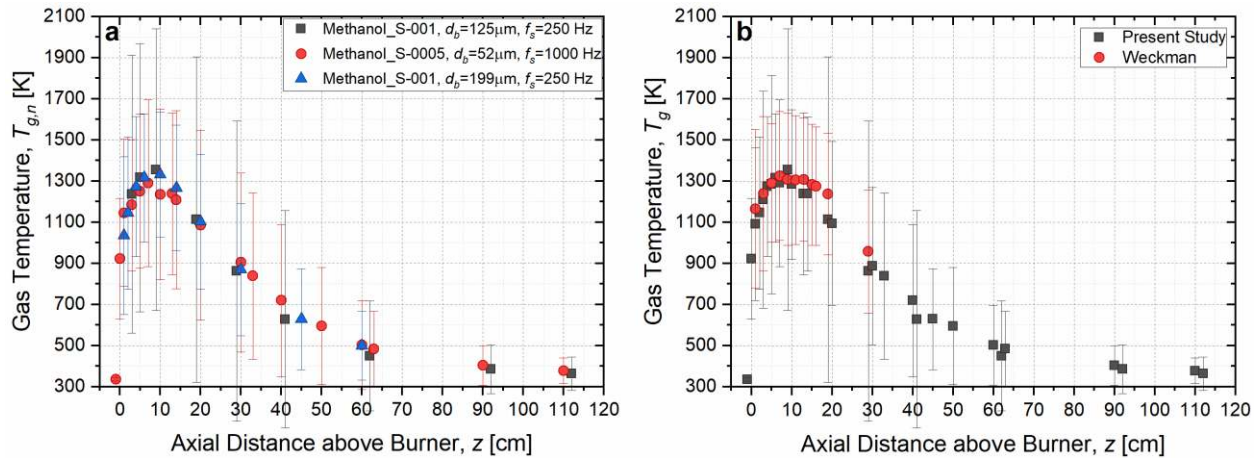 a
Methanol_S-001, d_b=125μm, f_s=250 Hz
Methanol_S-0005, d_b=52μm, f_s=1000 Hz
Methanol_S-001, d_b=199μm, f_s=250 Hz
Gas Temperature, T_{g,n} [K]
2100
1900
1700
1500
1300
1100
900
700
500
300
0 10 20 30 40 50 60 70 80 90 100 110 120
Axial Distance above Burner, z [cm]
b
Present Study
Weckman
Gas Temperature, T_g [K]
2100
1900
1700
1500
1300
1100
900
700
500
300
0 10 20 30 40 50 60 70 80 90 100 110 120
Axial Distance above Burner, z [cm]